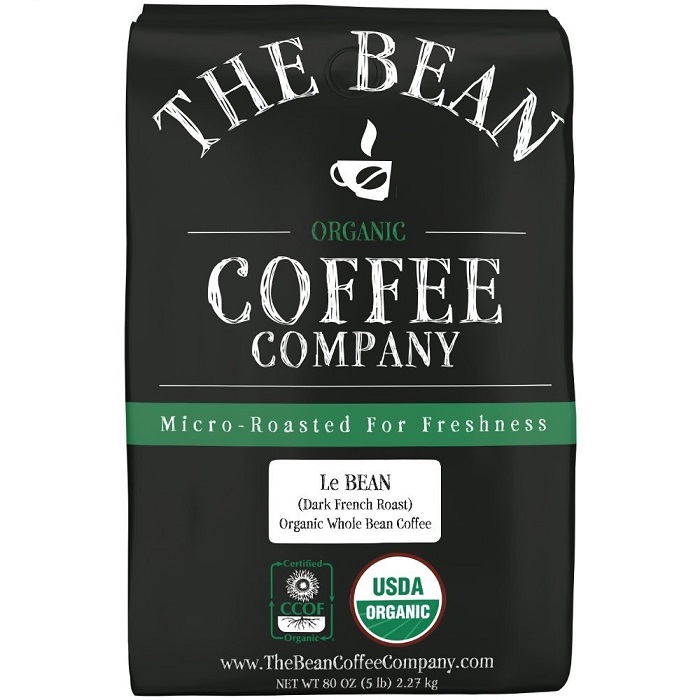 THE BEAN
ORGANIC
COFFEE
COMPANY
Micro-Roasted For Freshness
Le BEAN
(Dark French Roast)
Organic Whole Bean Coffee
Certified
CCOF
Organic
USDA
ORGANIC
www.TheBeanCoffeeCompany.com
NET WT 80 OZ (5 lb) 2.27 kg